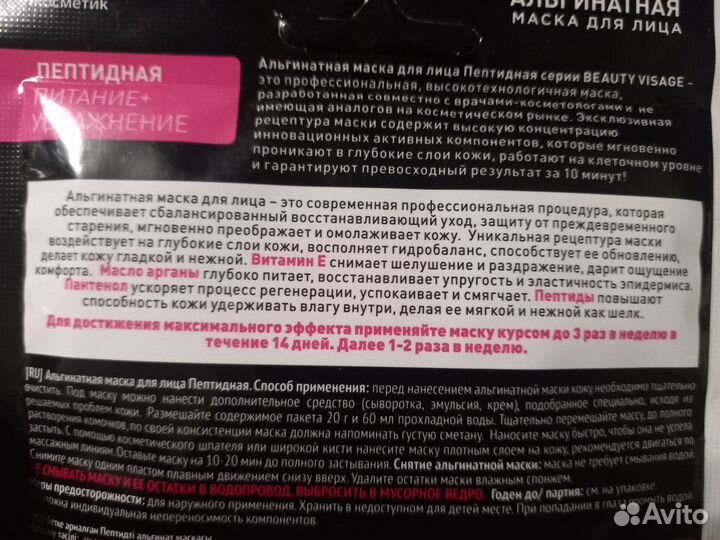 косметик
АЛЬГИНАТНАЯ
МАСКА ДЛЯ ЛИЦА
ПЕПТИДНАЯ
ПИТАНИЕ+
УВЛАЖНЕНИЕ
Альгинатная маска для лица Пептидная серии BEAUTY VISAGE –
это профессиональная, высокотехнологичная маска,
разработанная совместно с врачами-косметологами и не
имеющая аналогов на косметическом рынке. Эксклюзивная
рецептура маски содержит высокую концентрацию
инновационных активных компонентов, которые мгновенно
проникают в глубокие слои кожи, работают на клеточном уровне
и гарантируют превосходный результат за 10 минут!
Альгинатная маска для лица – это современная профессиональная процедура, которая
обеспечивает сбалансированный восстанавливающий уход, защиту от преждевременного
старения, мгновенно преображает и омолаживает кожу. Уникальная рецептура маски
воздействует на глубокие слои кожи, восполняет гидробаланс, способствует ее обновлению,
делает кожу гладкой и нежной. Витамин Е снимает шелушение и раздражение, дарит ощущение
комфорта. Масло арганы глубоко питает, восстанавливает упругость и эластичность эпидермиса.
Пантенол ускоряет процесс регенерации, успокаивает и смягчает. Пептиды повышают
способность кожи удерживать влагу внутри, делая ее мягкой и нежной как шелк.
Для достижения максимального эффекта применяйте маску курсом до 3 раз в неделю в
течение 14 дней. Далее 1-2 раза в неделю.
[RU] Альгинатная маска для лица Пептидная. Способ применения: перед нанесением альгинатной маски кожу необходимо тщательно
очистить. Под маску можно нанести дополнительное средство (сыворотка, эмульсия, крем), подобранное специально, исходя из
решаемых проблем кожи. Размешайте содержимое пакета 20 г и 60 мл прохладной воды. Тщательно перемешайте массу, до полного
растворения комочков, по своей консистенции маска должна напоминать густую сметану. Наносите маску быстро, чтобы она не успела
застыть. С помощью косметического шпателя или широкой кисти нанесите маску плотным слоем на кожу, рекомендуется двигаться по
массажным линиям. Оставьте маску на 10-20 мин до полного застывания. Снятие альгинатной маски: маска не требует смывания водой.
Снимите маску одним пластом плавным движением снизу вверх. Удалите остатки маски влажным спонжем.
НЕ СМЫВАТЬ МАСКУ И ЕЕ ОСТАТКИ В ВОДОПРОВОД, ВЫБРОСИТЬ В МУСОРНОЕ ВЕДРО. Годен до/ партия: см. на упаковке.
Меры предосторожности: для наружного применения. Хранить в недоступном для детей месте. При попадании в глаза промыть водой.
можна индивидуальная непереносимость компонентов.
Бетке арналған Пептидті альгинат маскасы
Avito